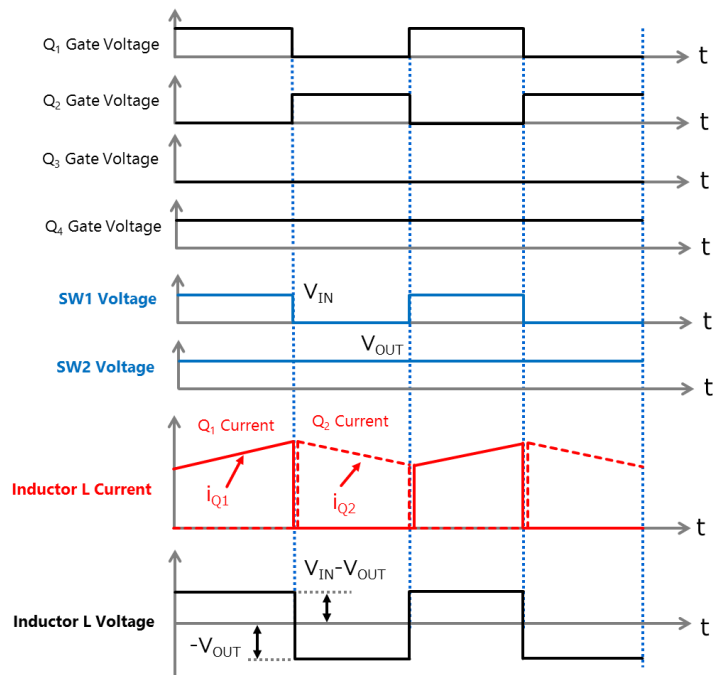 Q1 Gate Voltage
t
Q2 Gate Voltage
t
Q3 Gate Voltage
t
Q4 Gate Voltage
t
SW1 Voltage
VIN
t
VOUT
SW2 Voltage
t
Q1 Current
Q2 Current
Inductor L Current
iQ1
iQ2
t
VIN-VOUT
Inductor L Voltage
t
-VOUT